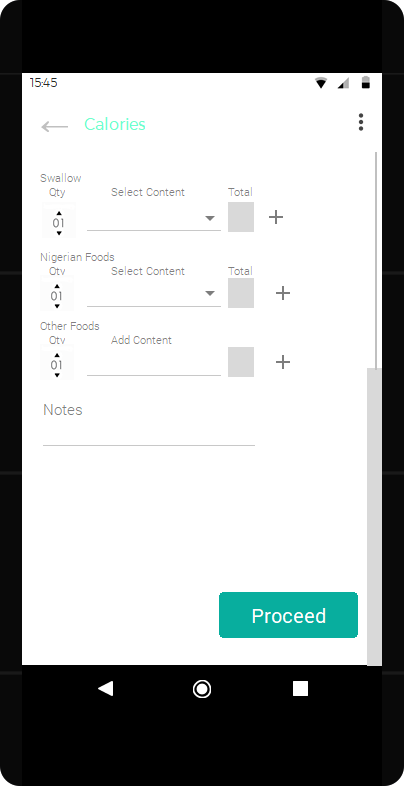 15:45
Calories
Swallow
Qty Select Content Total
01
Nigerian Foods
Qty Select Content Total
01
Other Foods
Qty Add Content
01
Notes
Proceed